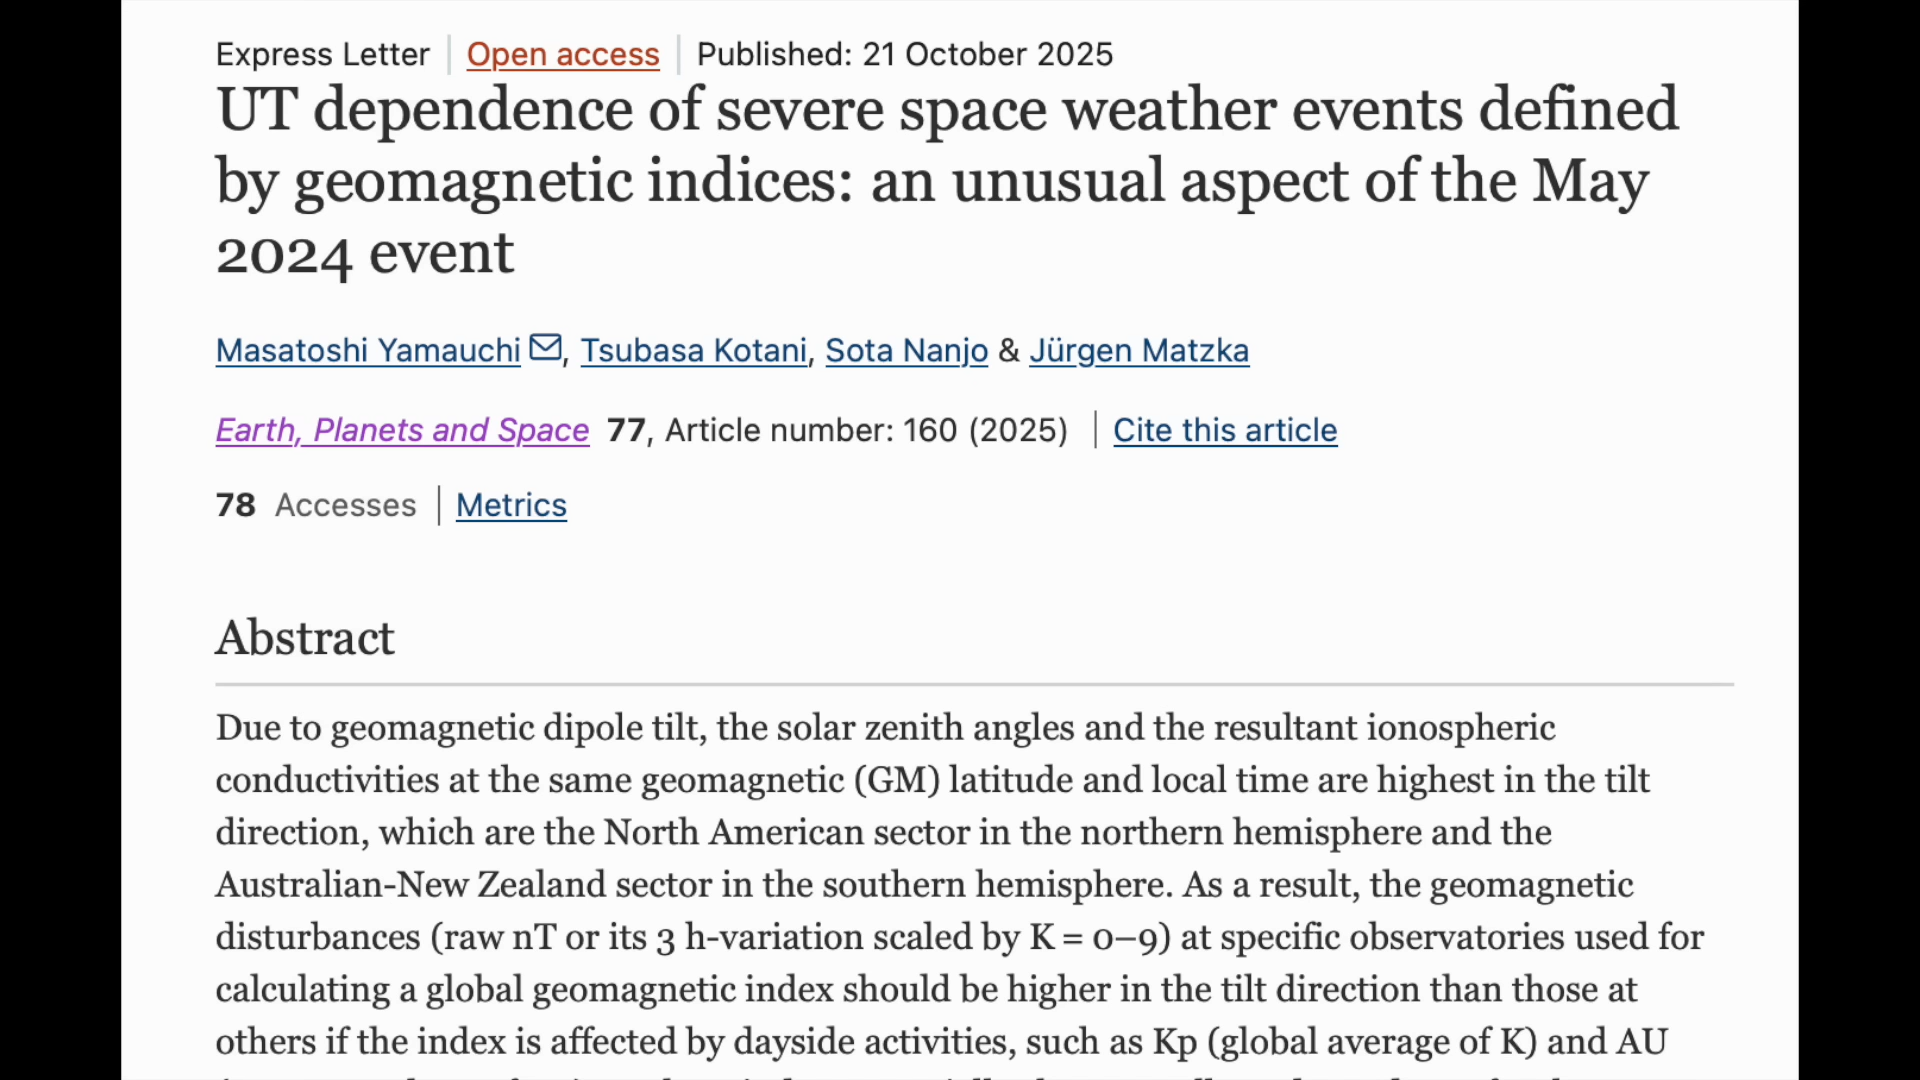 Express Letter | Open access | Published: 21 October 2025
UT dependence of severe space weather events defined
by geomagnetic indices: an unusual aspect of the May
2024 event
Masatoshi Yamauchi, Tsubasa Kotani, Sota Nanjo & Jürgen Matzka
Earth, Planets and Space 77, Article number: 160 (2025) | Cite this article
78 Accesses | Metrics
Abstract
Due to geomagnetic dipole tilt, the solar zenith angles and the resultant ionospheric
conductivities at the same geomagnetic (GM) latitude and local time are highest in the tilt
direction, which are the North American sector in the northern hemisphere and the
Australian-New Zealand sector in the southern hemisphere. As a result, the geomagnetic
disturbances (raw nT or its 3 h-variation scaled by K = 0–9) at specific observatories used for
calculating a global geomagnetic index should be higher in the tilt direction than those at
others if the index is affected by dayside activities, such as Kp (global average of K) and AU